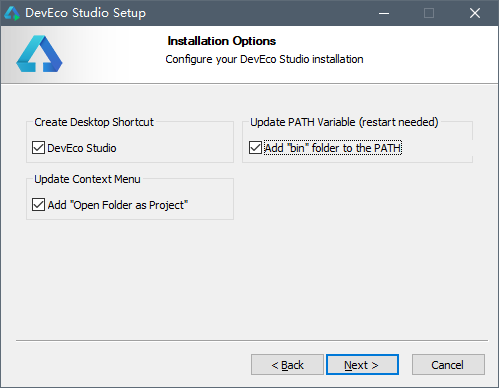 DevEco Studio Setup
Installation Options
Configure your DevEco Studio installation
Create Desktop Shortcut
DevEco Studio
Update PATH Variable (restart needed)
Add "bin" folder to the PATH
Update Context Menu
Add "Open Folder as Project"
< Back
Next >
Cancel